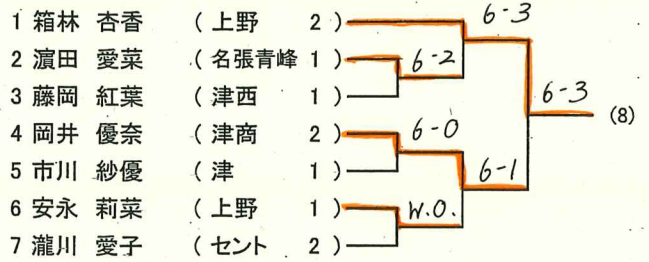 1 箱林 杏香 (上野 2)
2 濵田 愛菜 (名張青峰 1)
3 藤岡 紅葉 (津西 1)
4 岡井 優奈 (津商 2)
5 市川 紗優 (津 1)
6 安永 莉菜 (上野 1)
7 瀧川 愛子 (セント 2)
6-3
6-2
6-3
(8)
6-0
6-1
W.O.